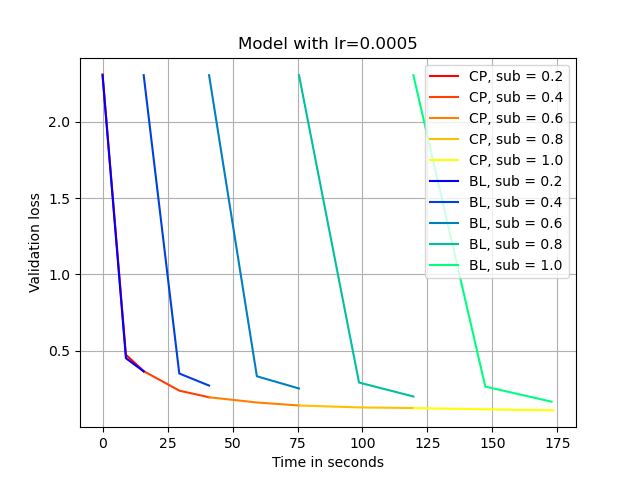 Model with lr=0.0005
Validation loss
2.0
1.5
1.0
0.5
CP, sub = 0.2
CP, sub = 0.4
CP, sub = 0.6
CP, sub = 0.8
CP, sub = 1.0
BL, sub = 0.2
BL, sub = 0.4
BL, sub = 0.6
BL, sub = 0.8
BL, sub = 1.0
0 25 50 75 100 125 150 175
Time in seconds